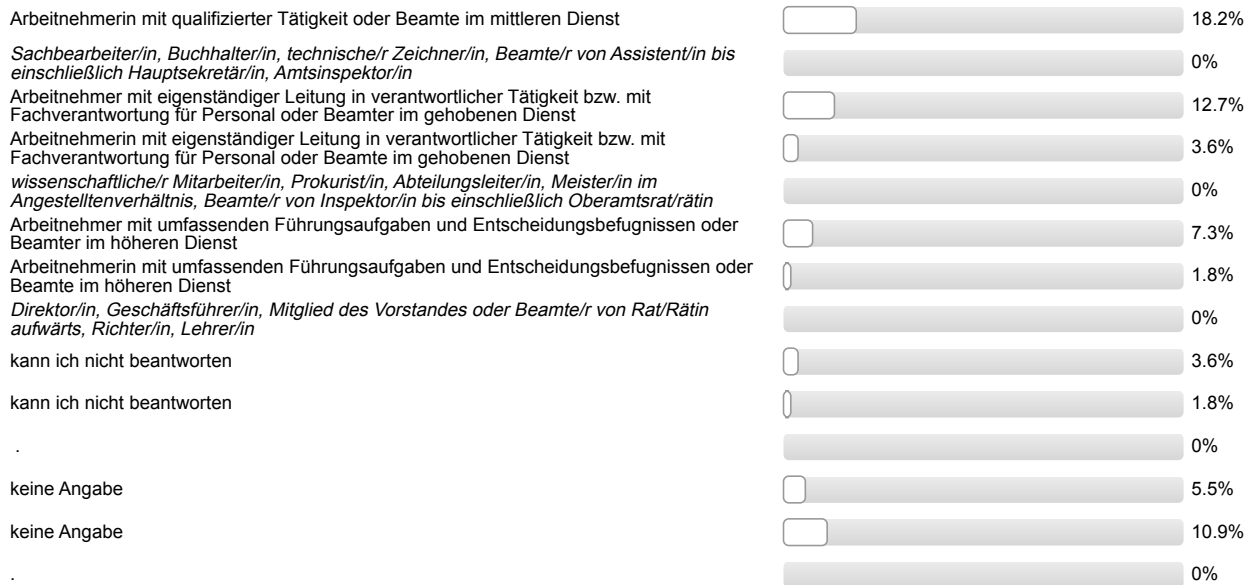 Arbeitnehmerin mit qualifizierter Tätigkeit oder Beamte im mittleren Dienst 18.2%
Sachbearbeiter/in, Buchhalter/in, technische/r Zeichner/in, Beamte/r von Assistent/in bis
einschließlich Hauptsekretär/in, Amtsinspektor/in 0%
Arbeitnehmer mit eigenständiger Leitung in verantwortlicher Tätigkeit bzw. mit
Fachverantwortung für Personal oder Beamter im gehobenen Dienst 12.7%
Arbeitnehmerin mit eigenständiger Leitung in verantwortlicher Tätigkeit bzw. mit
Fachverantwortung für Personal oder Beamte im gehobenen Dienst 3.6%
wissenschaftliche/r Mitarbeiter/in, Prokurist/in, Abteilungsleiter/in, Meister/in im
Angestelltenverhältnis, Beamte/r von Inspektor/in bis einschließlich Oberamtsrat/rätin 0%
Arbeitnehmer mit umfassenden Führungsaufgaben und Entscheidungsbefugnissen oder
Beamter im höheren Dienst 7.3%
Arbeitnehmerin mit umfassenden Führungsaufgaben und Entscheidungsbefugnissen oder
Beamte im höheren Dienst 1.8%
Direktor/in, Geschäftsführer/in, Mitglied des Vorstandes oder Beamte/r von Rat/Rätin
aufwärts, Richter/in, Lehrer/in 0%
kann ich nicht beantworten 3.6%
kann ich nicht beantworten 1.8%
. 0%
keine Angabe 5.5%
keine Angabe 10.9%
. 0%